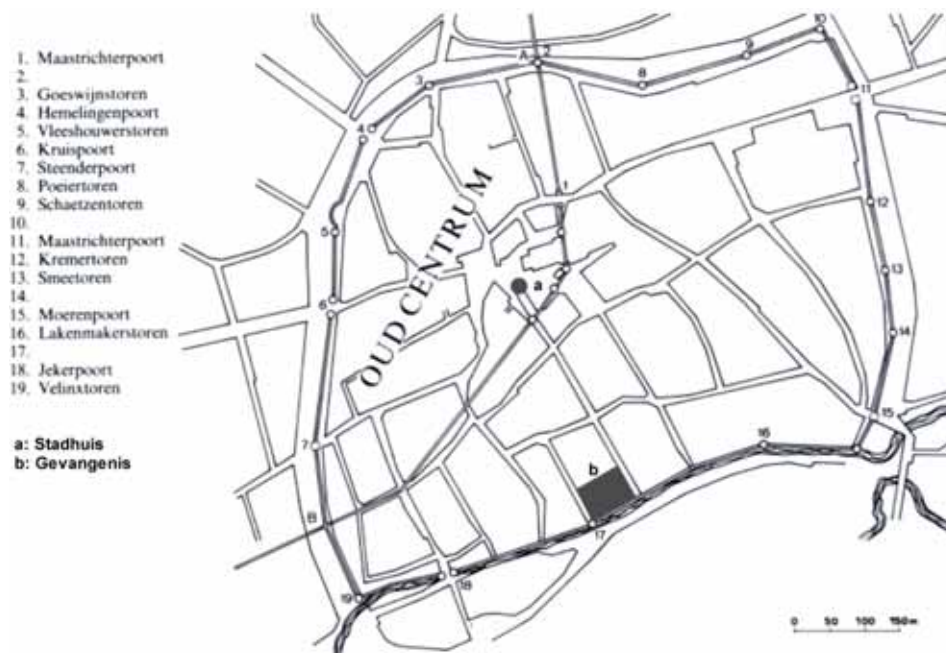 1. Maastrichterpoort
2.
3. Goeswijnstoren
4. Hemelingenpoort
5. Vleeshouwerstoren
6. Kruispoort
7. Steenderpoort
8. Poeiertoren
9. Schaetzentoren
10.
11. Maastrichterpoort
12. Kremertoren
13. Smeetoren
14.
15. Moerenpoort
16. Lakenmakerstoren
17.
18. Jekerpoort
19. Velinxtoren
a: Stadhuis
b: Gevangenis
10
A 2
9
3
8
11
4
1
12
5
OUD CENTRUM
13
a
6
14
15
7
16
b
B
17
18
19
0 50 100 150m